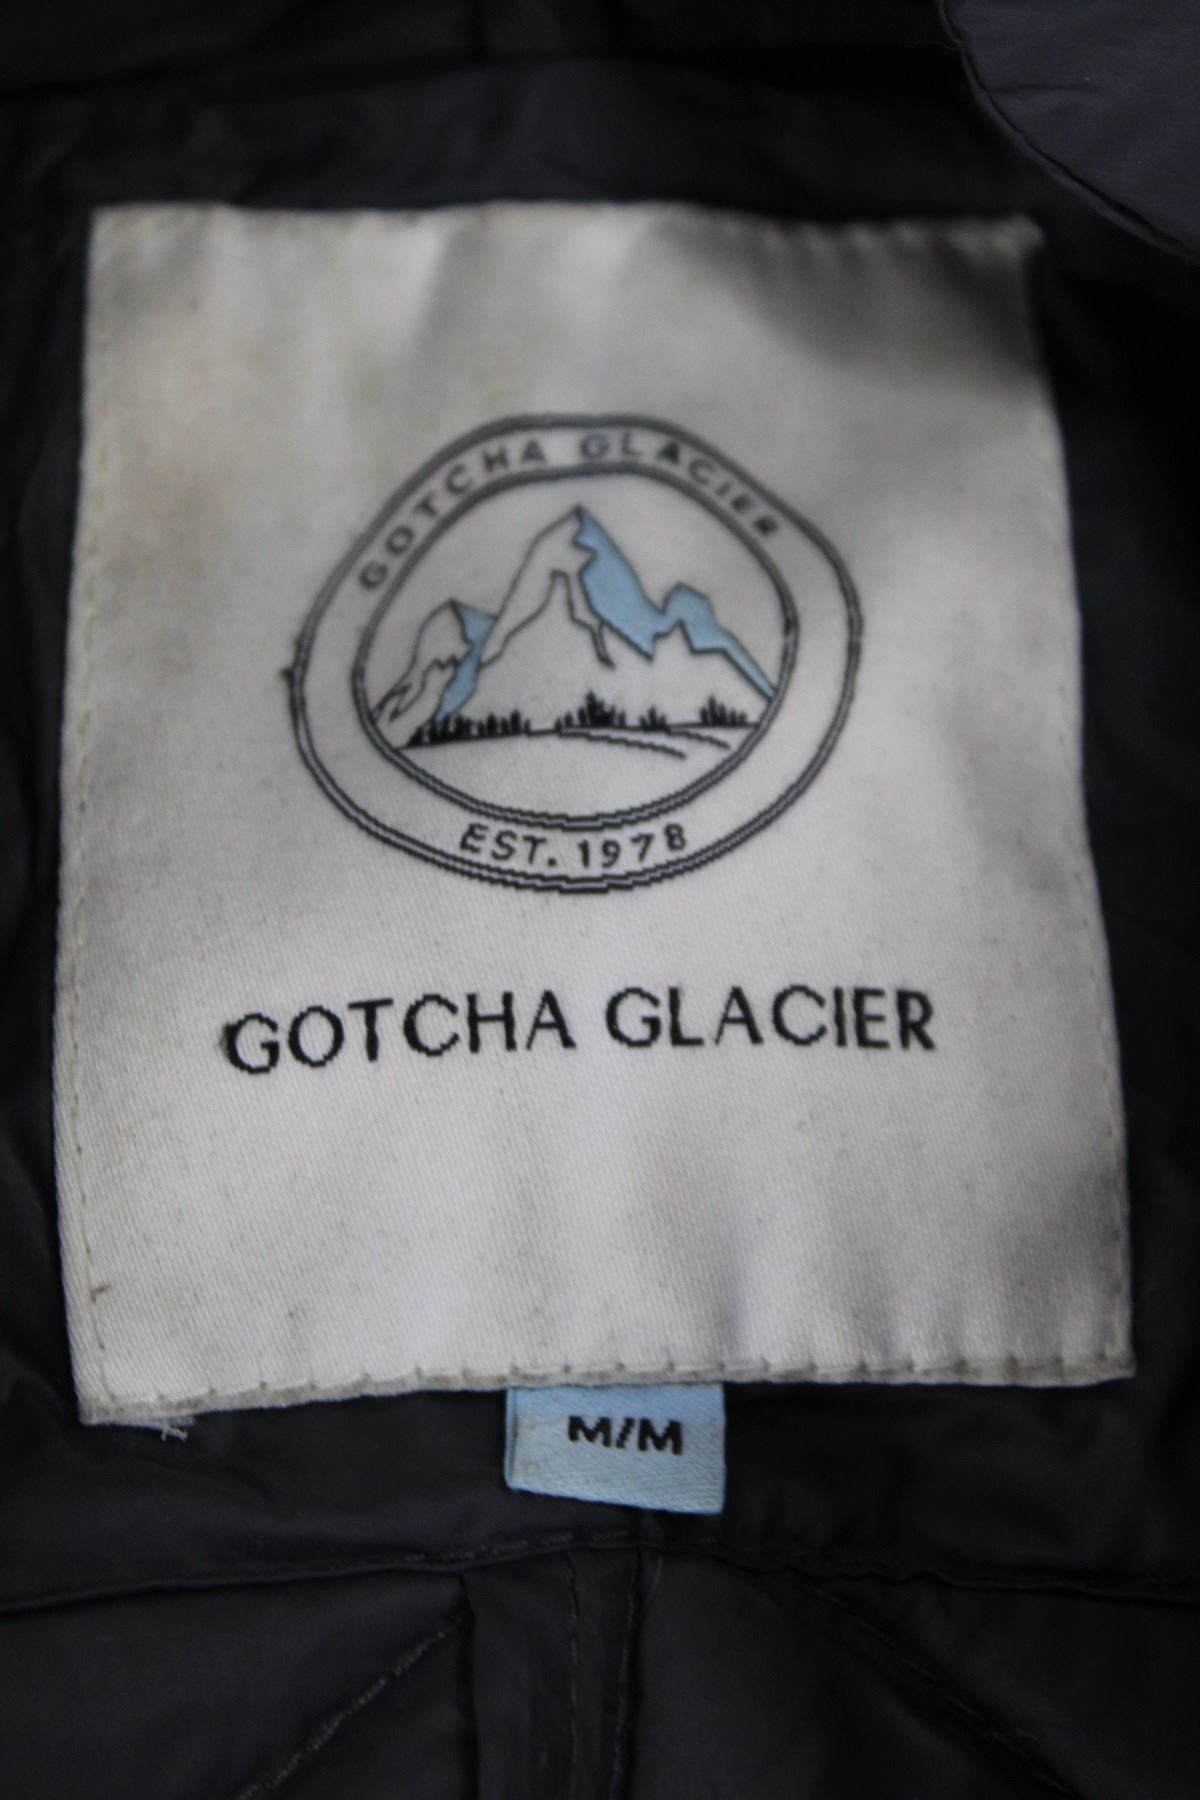 GOTCHA GLACIER
EST. 1978
GOTCHA GLACIER
M/M